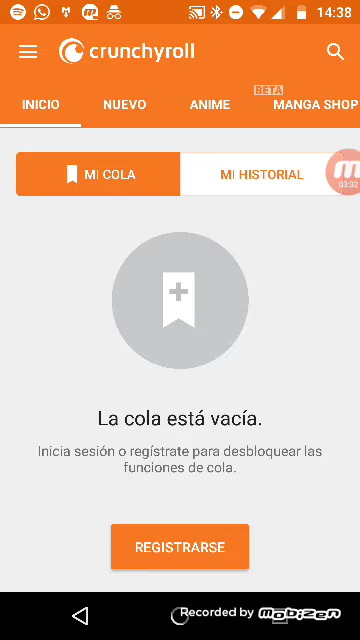 14:38
crunchyroll
BETA
INICIO NUEVO ANIME MANGA SHOP
MI COLA MI HISTORIAL
03:32
La cola está vacía.
Inicia sesión o regístrate para desbloquear las
funciones de cola.
REGISTRARSE
Recorded by mobizen